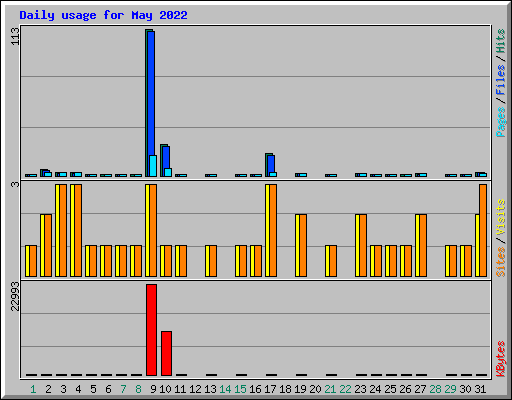 Daily usage for May 2022
113
Pages / Files / Hits
3
Sites / Visits
22993
KBytes
1 2 3 4 5 6 7 8 9 10 11 12 13 14 15 16 17 18 19 20 21 22 23 24 25 26 27 28 29 30 31